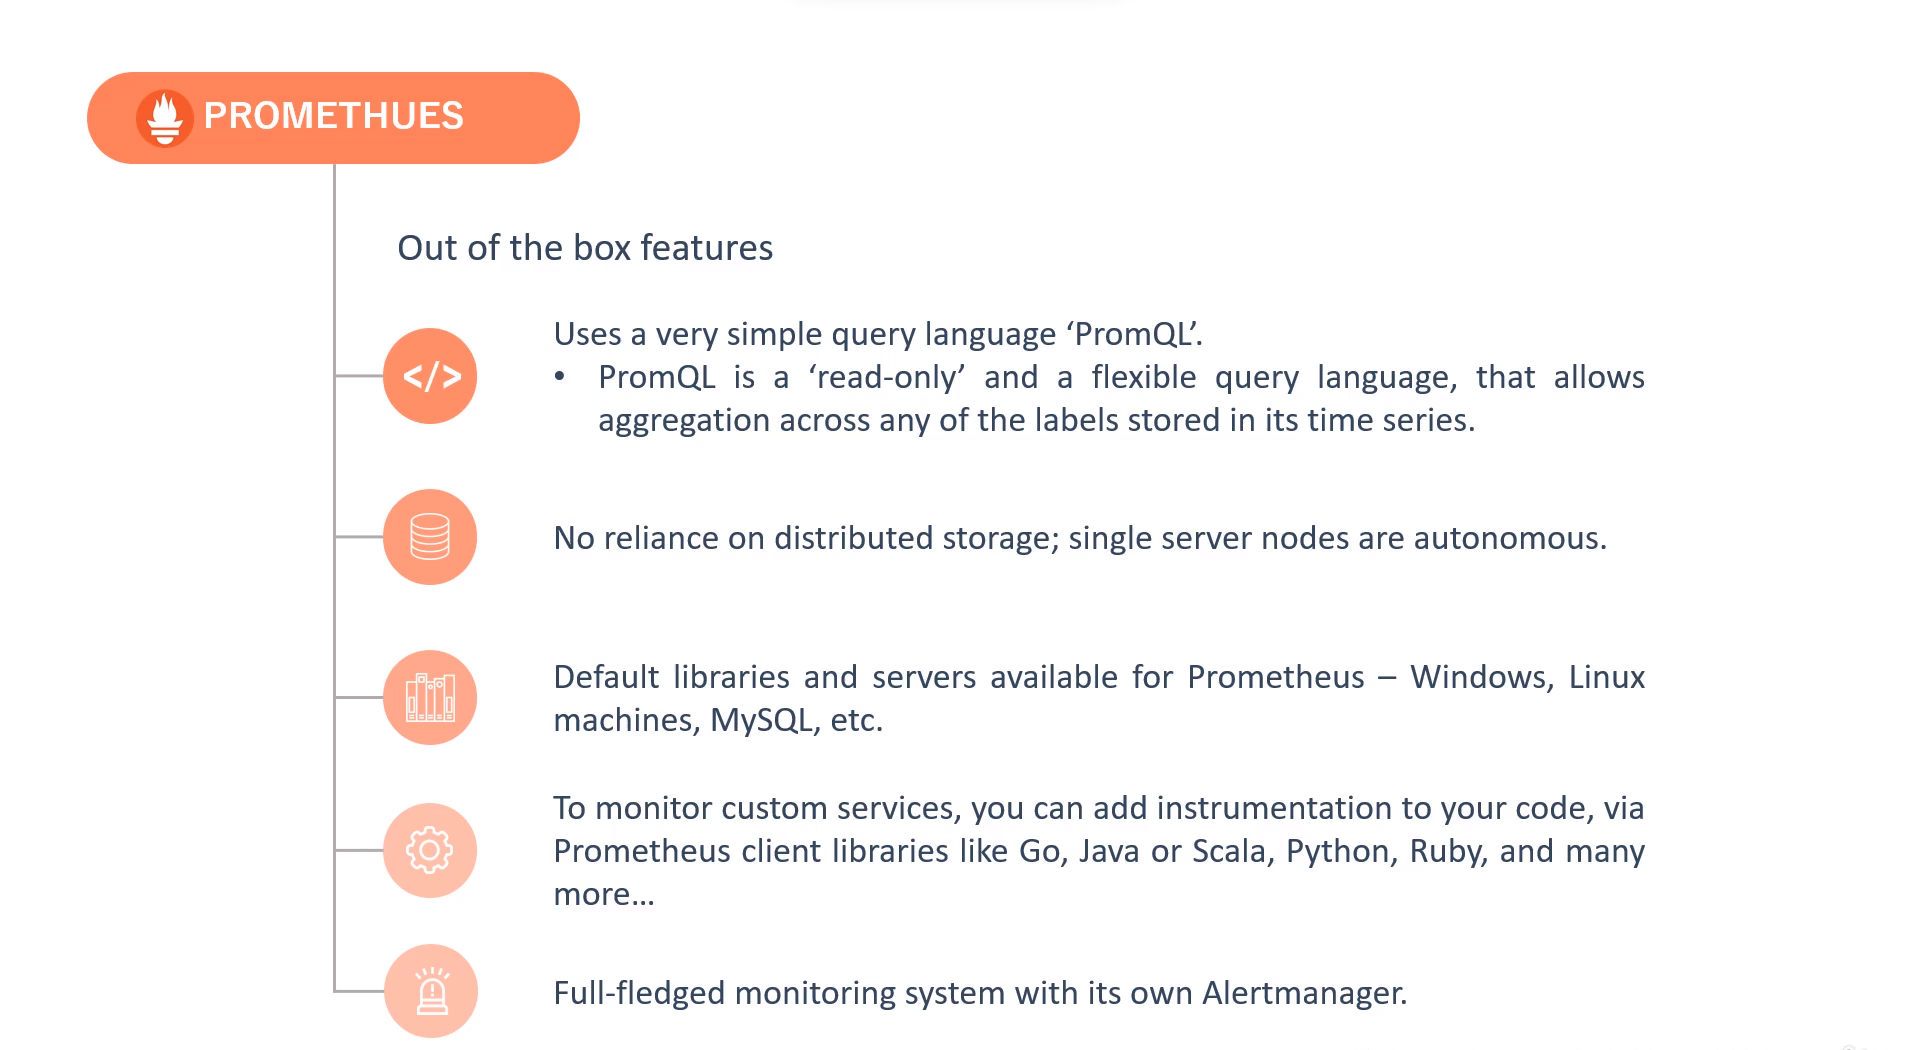 PROMETHUES
Out of the box features
</>
Uses a very simple query language ‘PromQL’.
• PromQL is a ‘read-only’ and a flexible query language, that allows
aggregation across any of the labels stored in its time series.
No reliance on distributed storage; single server nodes are autonomous.
Default libraries and servers available for Prometheus – Windows, Linux
machines, MySQL, etc.
To monitor custom services, you can add instrumentation to your code, via
Prometheus client libraries like Go, Java or Scala, Python, Ruby, and many
more...
Full-fledged monitoring system with its own Alertmanager.